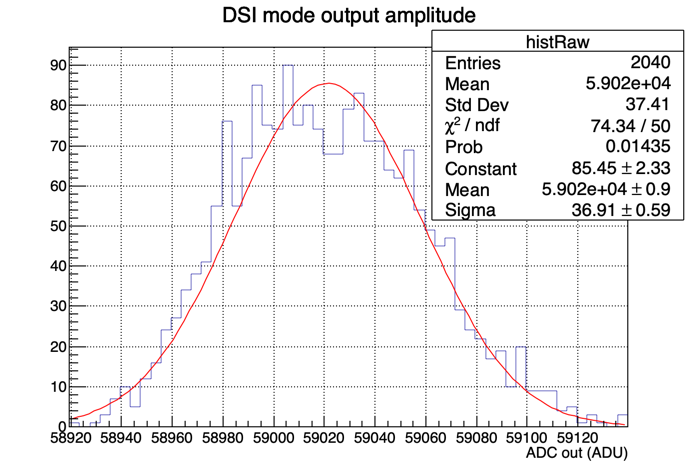 DSI mode output amplitude
histRaw
Entries 2040
Mean 5.902e+04
Std Dev 37.41
χ² / ndf 74.34 / 50
Prob 0.01435
Constant 85.45 ± 2.33
Mean 5.902e+04 ± 0.9
Sigma 36.91 ± 0.59
90
80
70
60
50
40
30
20
10
0
58920 58940 58960 58980 59000 59020 59040 59060 59080 59100 59120
ADC out (ADU)